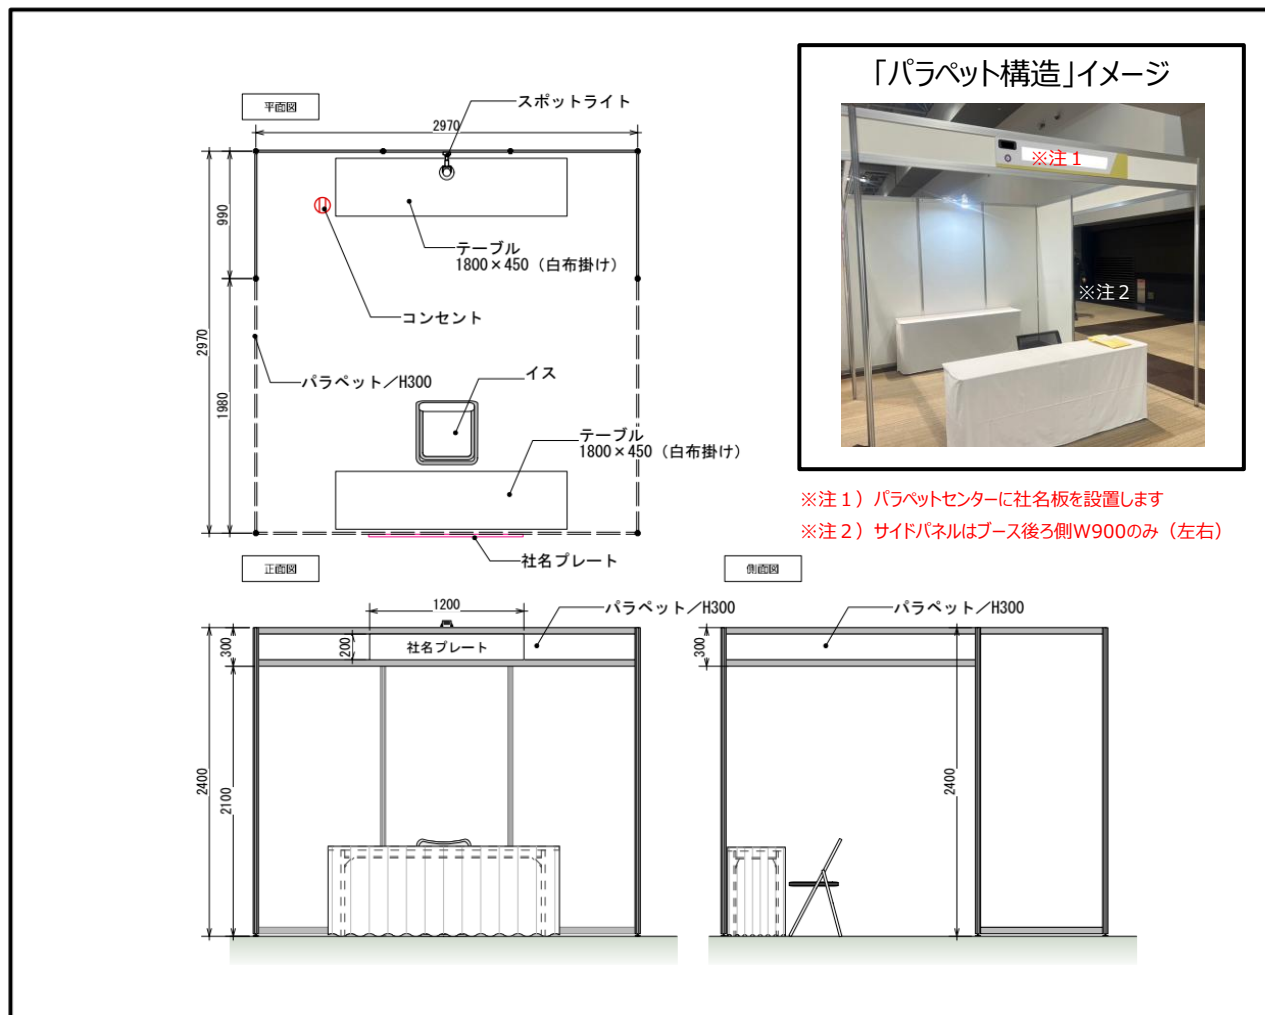 「パラペット構造」イメージ
※注１
※注２
※注１）パラペットセンターに社名板を設置します
※注２）サイドパネルはブース後ろ側W900のみ（左右）
平面図
スポットライト
2970
990
テーブル
1800×450（白布掛け）
コンセント
2970
パラペット／H300
イス
1980
テーブル
1800×450（白布掛け）
社名プレート
正面図
1200
パラペット／H300
300
200
社名プレート
2400
2100
側面図
パラペット／H300
300
2400